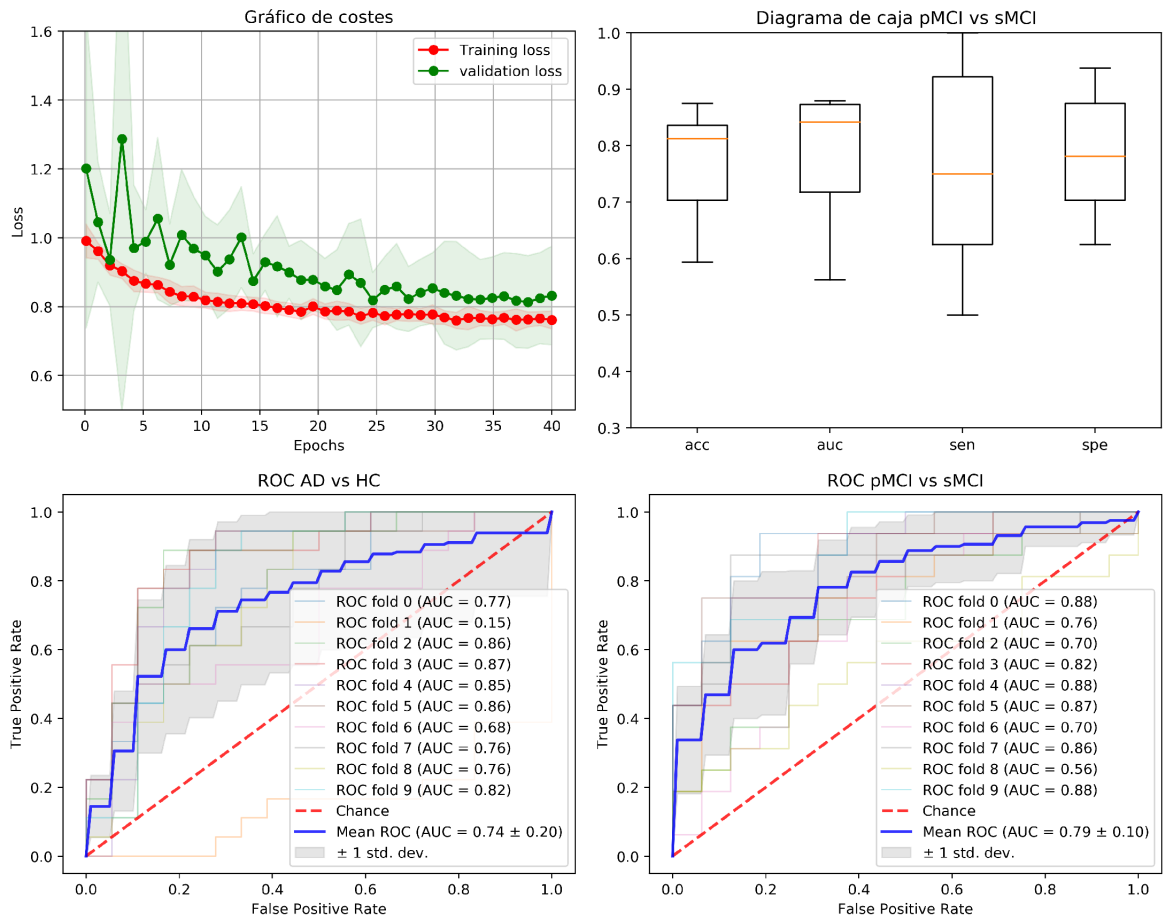 Gráfico de costes
1.6
1.4
1.2
1.0
0.8
0.6
Loss
0 5 10 15 20 25 30 35 40
Epochs
Training loss
validation loss
Diagrama de caja pMCI vs sMCI
1.0
0.9
0.8
0.7
0.6
0.5
0.4
0.3
acc auc sen spe
ROC AD vs HC
1.0
0.8
0.6
0.4
0.2
0.0
True Positive Rate
0.0 0.2 0.4 0.6 0.8 1.0
False Positive Rate
ROC fold 0 (AUC = 0.77)
ROC fold 1 (AUC = 0.15)
ROC fold 2 (AUC = 0.86)
ROC fold 3 (AUC = 0.87)
ROC fold 4 (AUC = 0.85)
ROC fold 5 (AUC = 0.86)
ROC fold 6 (AUC = 0.68)
ROC fold 7 (AUC = 0.76)
ROC fold 8 (AUC = 0.76)
ROC fold 9 (AUC = 0.82)
Chance
Mean ROC (AUC = 0.74 ± 0.20)
± 1 std. dev.
ROC pMCI vs sMCI
1.0
0.8
0.6
0.4
0.2
0.0
True Positive Rate
0.0 0.2 0.4 0.6 0.8 1.0
False Positive Rate
ROC fold 0 (AUC = 0.88)
ROC fold 1 (AUC = 0.76)
ROC fold 2 (AUC = 0.70)
ROC fold 3 (AUC = 0.82)
ROC fold 4 (AUC = 0.88)
ROC fold 5 (AUC = 0.87)
ROC fold 6 (AUC = 0.70)
ROC fold 7 (AUC = 0.86)
ROC fold 8 (AUC = 0.56)
ROC fold 9 (AUC = 0.88)
Chance
Mean ROC (AUC = 0.79 ± 0.10)
± 1 std. dev.